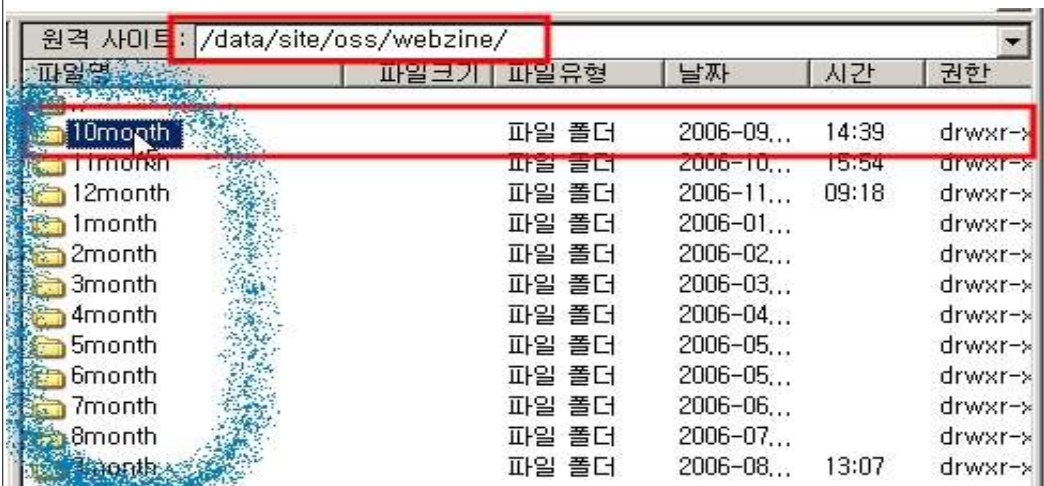 원격 사이트: /data/site/oss/webzine/
파일명 파일크기 파일유형 날짜 시간 권한
10month 파일 폴더 2006-09... 14:39 drwxr-x
11month 파일 폴더 2006-10... 15:54 drwxr-x
12month 파일 폴더 2006-11... 09:18 drwxr-x
1month 파일 폴더 2006-01... drwxr-x
2month 파일 폴더 2006-02... drwxr-x
3month 파일 폴더 2006-03... drwxr-x
4month 파일 폴더 2006-04... drwxr-x
5month 파일 폴더 2006-05... drwxr-x
6month 파일 폴더 2006-05... drwxr-x
7month 파일 폴더 2006-06... drwxr-x
8month 파일 폴더 2006-07... drwxr-x
파일 폴더 2006-08... 13:07 drwxr-x